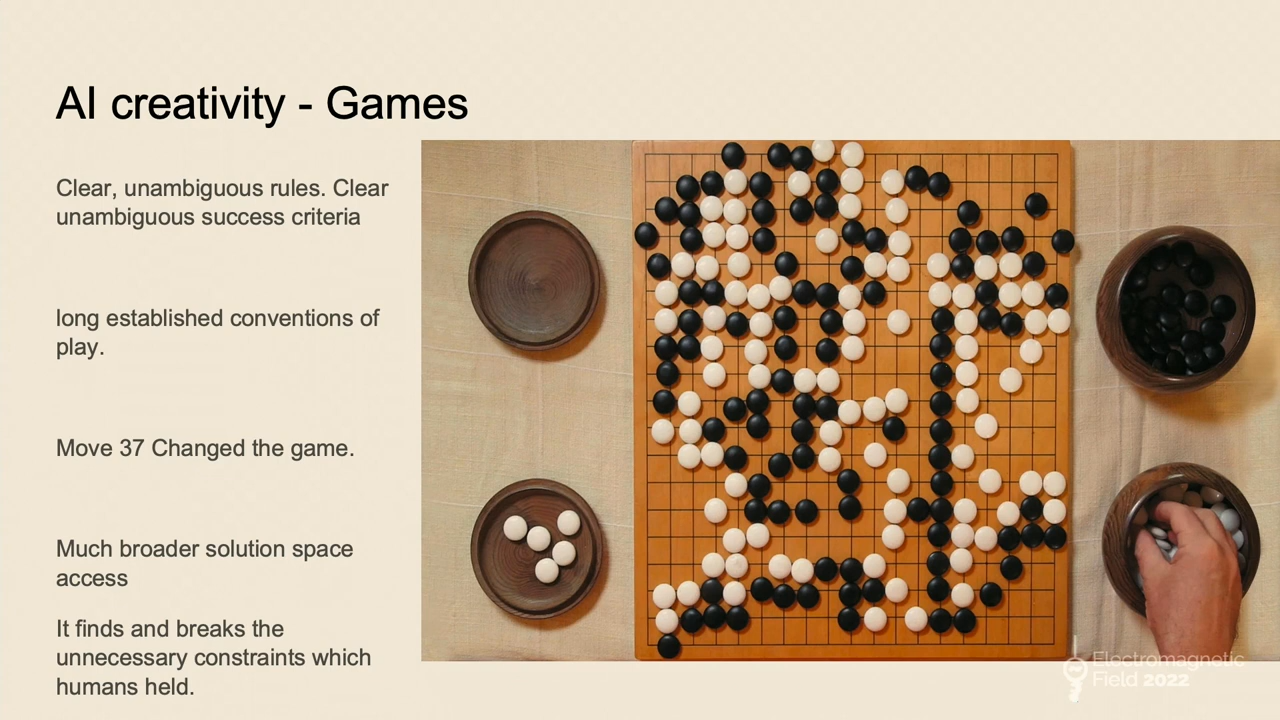 AI creativity - Games
Clear, unambiguous rules. Clear
unambiguous success criteria
long established conventions of
play.
Move 37 Changed the game.
Much broader solution space
access
It finds and breaks the
unnecessary constraints which
humans held.
Electromagnetic
Field 2022